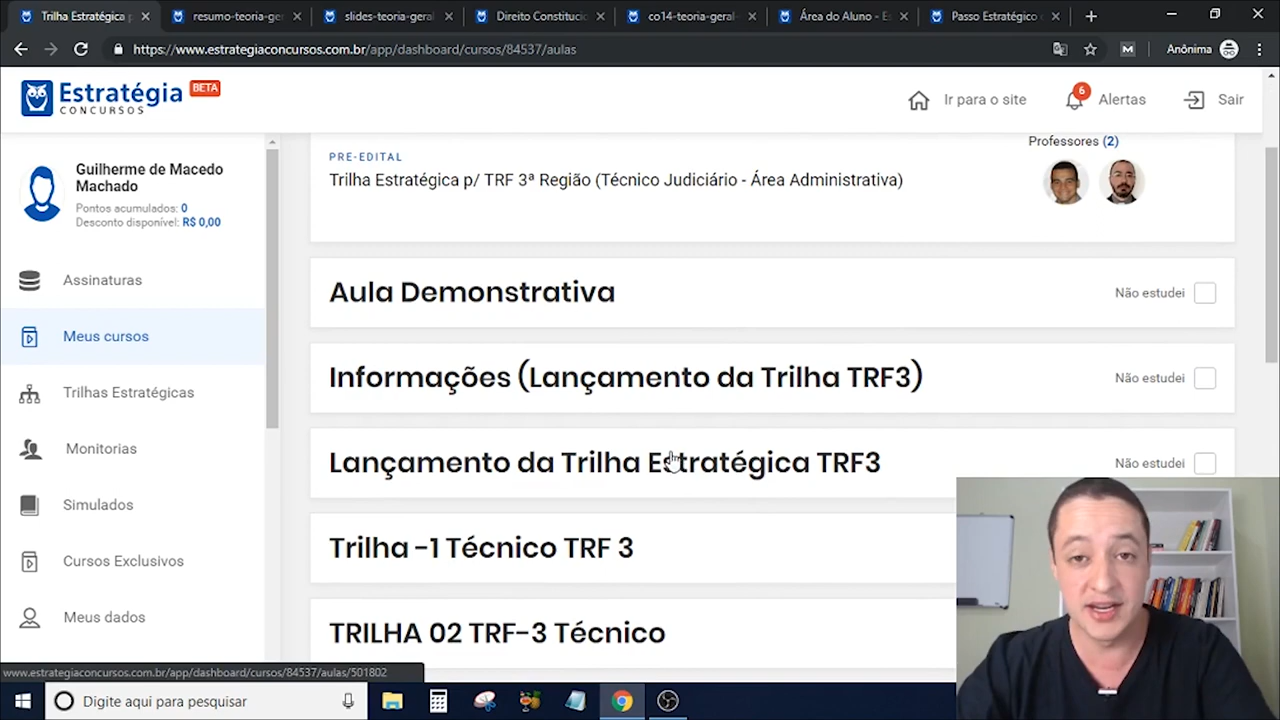 Trilha Estratégica p
resumo-teoria-ge
slides-teoria-geral
Direito Constituci
co14-teoria-geral-
Área do Aluno - Es
Passo Estratégico d
https://www.estrategiaconcursos.com.br/app/dashboard/cursos/84537/aulas
M
Anônima
Estratégia
CONCURSOS
BETA
Ir para o site
6
Alertas
Sair
Guilherme de Macedo
Machado
Pontos acumulados: 0
Desconto disponível: R$ 0,00
Assinaturas
Meus cursos
Trilhas Estratégicas
Monitorias
Simulados
Cursos Exclusivos
Meus dados
Professores (2)
PRE-EDITAL
Trilha Estratégica p/ TRF 3ª Região (Técnico Judiciário - Área Administrativa)
Aula Demonstrativa
Não estudei
Informações (Lançamento da Trilha TRF3)
Não estudei
Lançamento da Trilha Estratégica TRF3
Não estudei
Trilha -1 Técnico TRF 3
TRILHA 02 TRF-3 Técnico
www.estrategiaconcursos.com.br/app/dashboard/cursos/84537/aulas/501802
Digite aqui para pesquisar